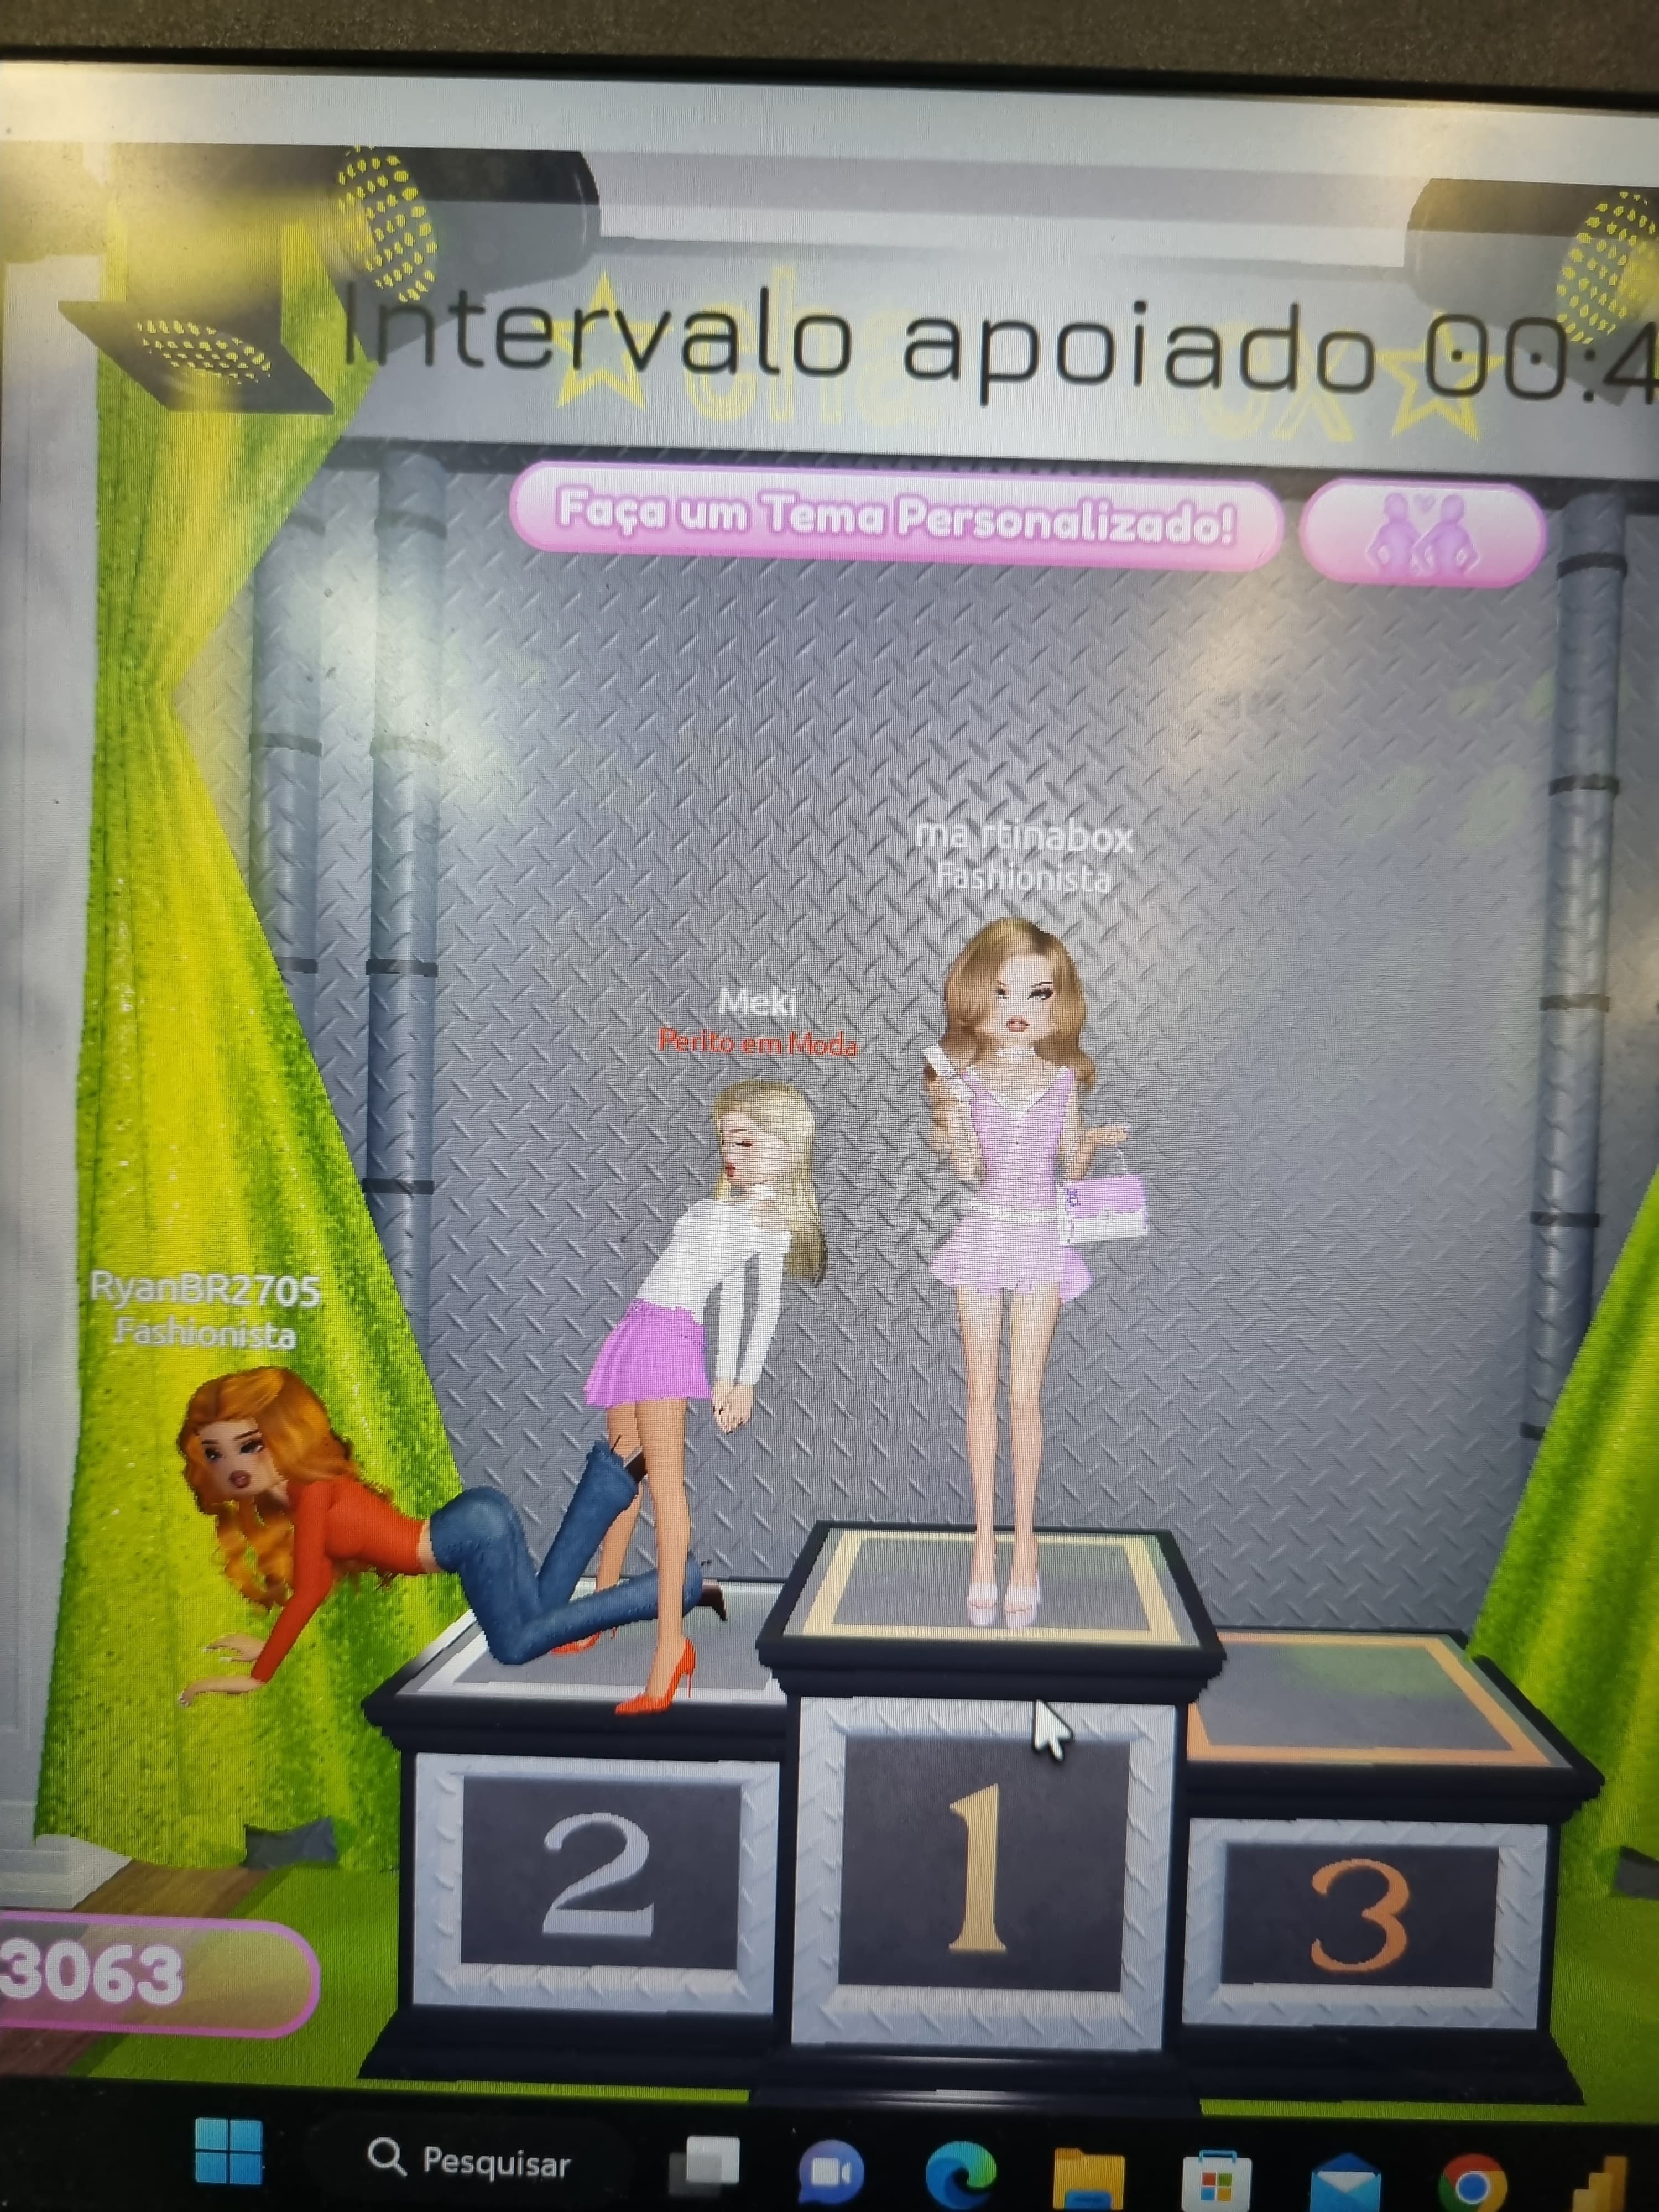 Intervalo apoiado 00:4
Faça um Tema Personalizado!
ma rtinabox
Fashionista
Meki
Perito em Moda
RyanBR2705
Fashionista
2
1
3
3063
Pesquisar